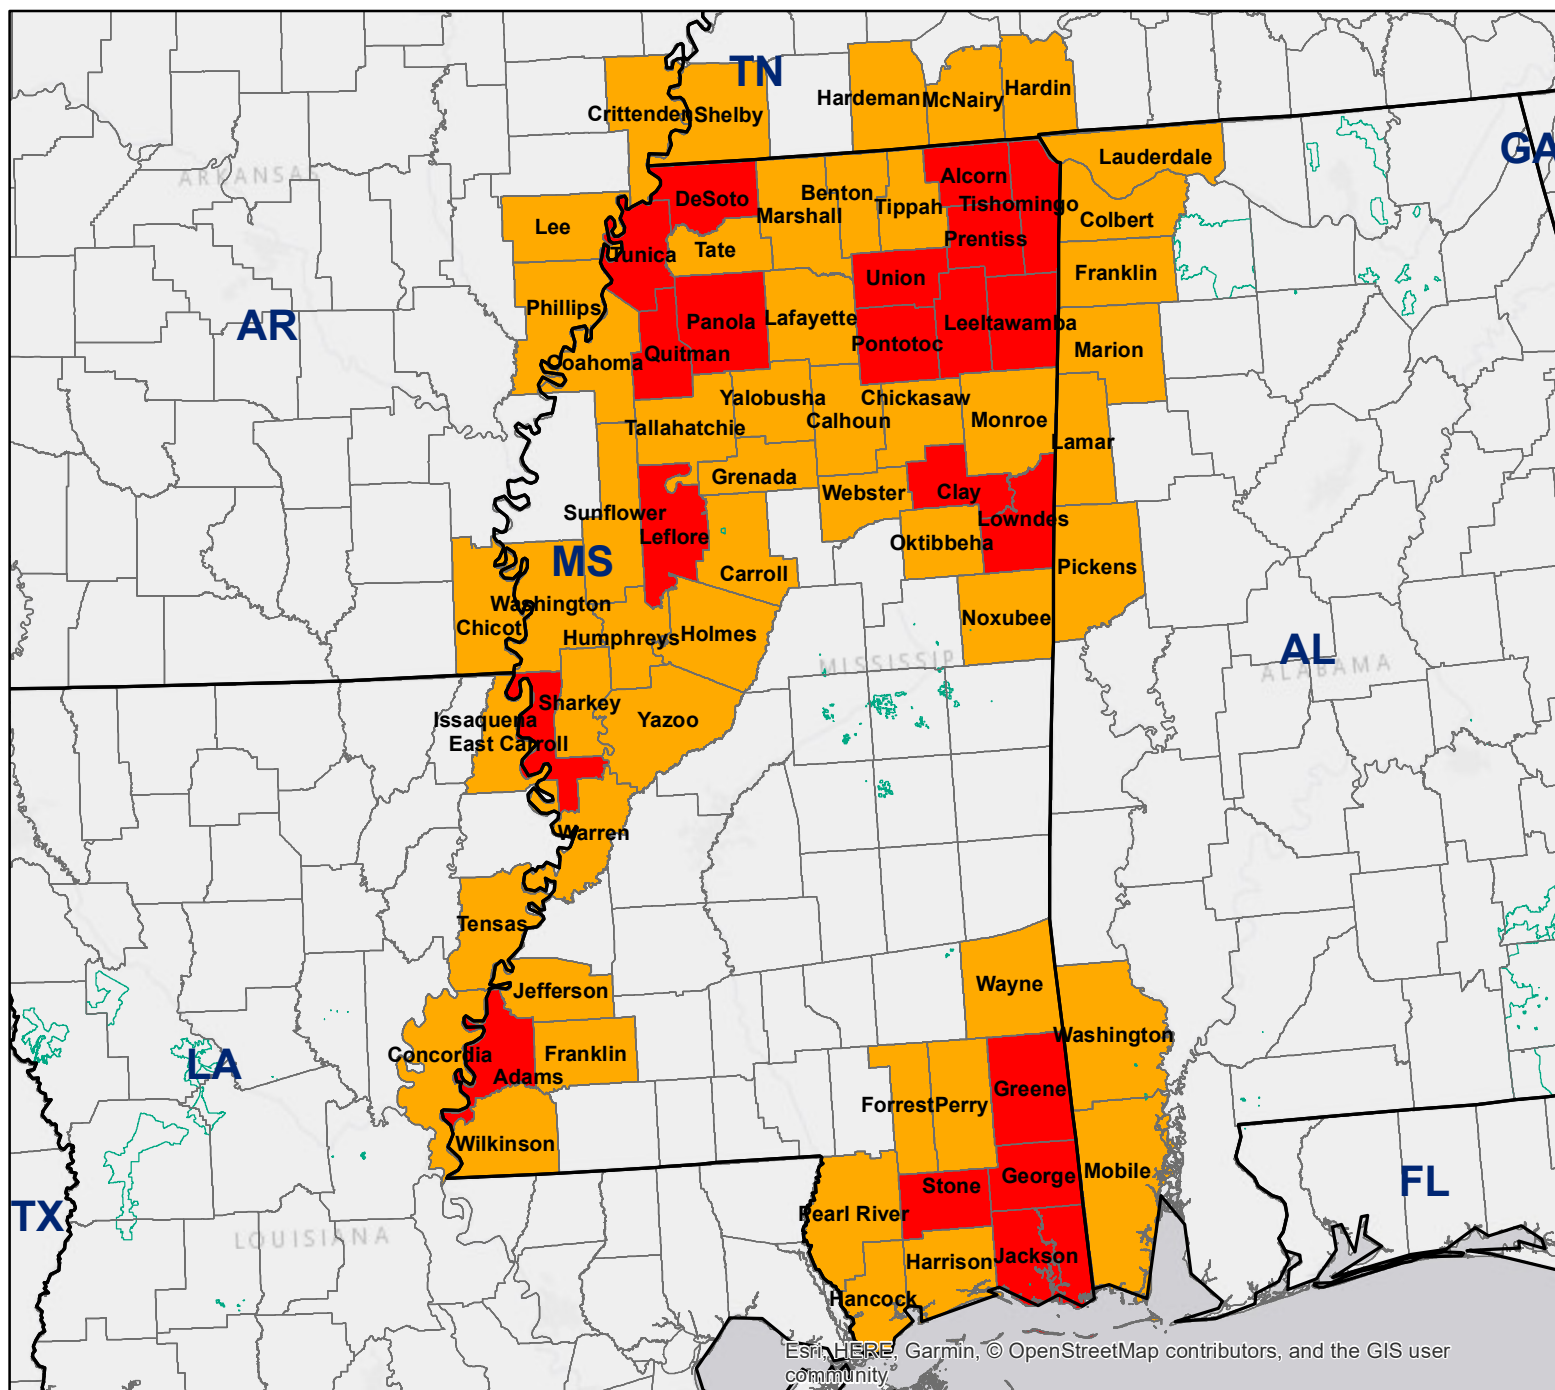 TN
Hardin
Hardeman
McNairy
Crittenden
Shelby
GA
Lauderdale
ARKANSAS
Alcorn
DeSoto
Benton
Tippah
Tishomingo
Marshall
Colbert
Lee
Prentiss
Tunica
Tate
Union
Franklin
Phillips
AR
Panola
Lafayette
Lee
Itawamba
Pontotoc
Marion
Quitman
Coahoma
Yalobusha
Chickasaw
Calhoun
Monroe
Tallahatchie
Lamar
Grenada
Webster
Clay
Sunflower
Lowndes
Leflore
Oktibbeha
MS
Carroll
Pickens
Washington
Noxubee
Chicot
Humphreys
Holmes
AL
MISSISSIP
ALABAMA
Sharkey
Issaquena
Yazoo
East Carroll
Warren
Tensas
Wayne
Jefferson
Washington
Concordia
Franklin
LA
Adams
Greene
Forrest
Perry
Wilkinson
Mobile
George
Stone
FL
TX
Pearl River
LOUISIANA
Jackson
Harrison
Hancock
Esri, HERE, Garmin, © OpenStreetMap contributors, and the GIS user
community